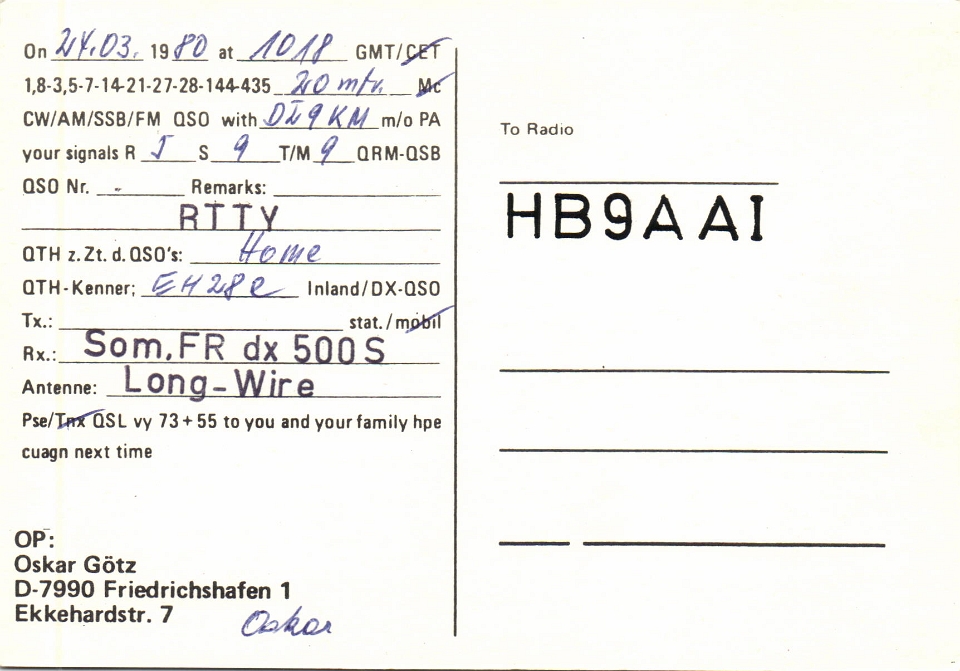 On 24.03. 1980 at 1018 GMT/CET
1,8-3,5-7-14-21-27-28-144-435 20 mtr. Mc
CW/AM/SSB/FM QSO with DI9KM m/o PA
your signals R 5 S 9 T/M 9 QRM-QSB
QSO Nr. - Remarks:
RTTY
QTH z.Zt. d. QSO's: Home
QTH-Kenner; EH28e Inland/DX-QSO
Tx.: stat./mobil
Rx.: Som.FR dx 500S
Antenne: Long-Wire
Pse/Tnx QSL vy 73+55 to you and your family hpe
cuagn next time
OP:
Oskar Götz
D-7990 Friedrichshafen 1
Ekkehardstr. 7
Oskar
To Radio
HB9AAI